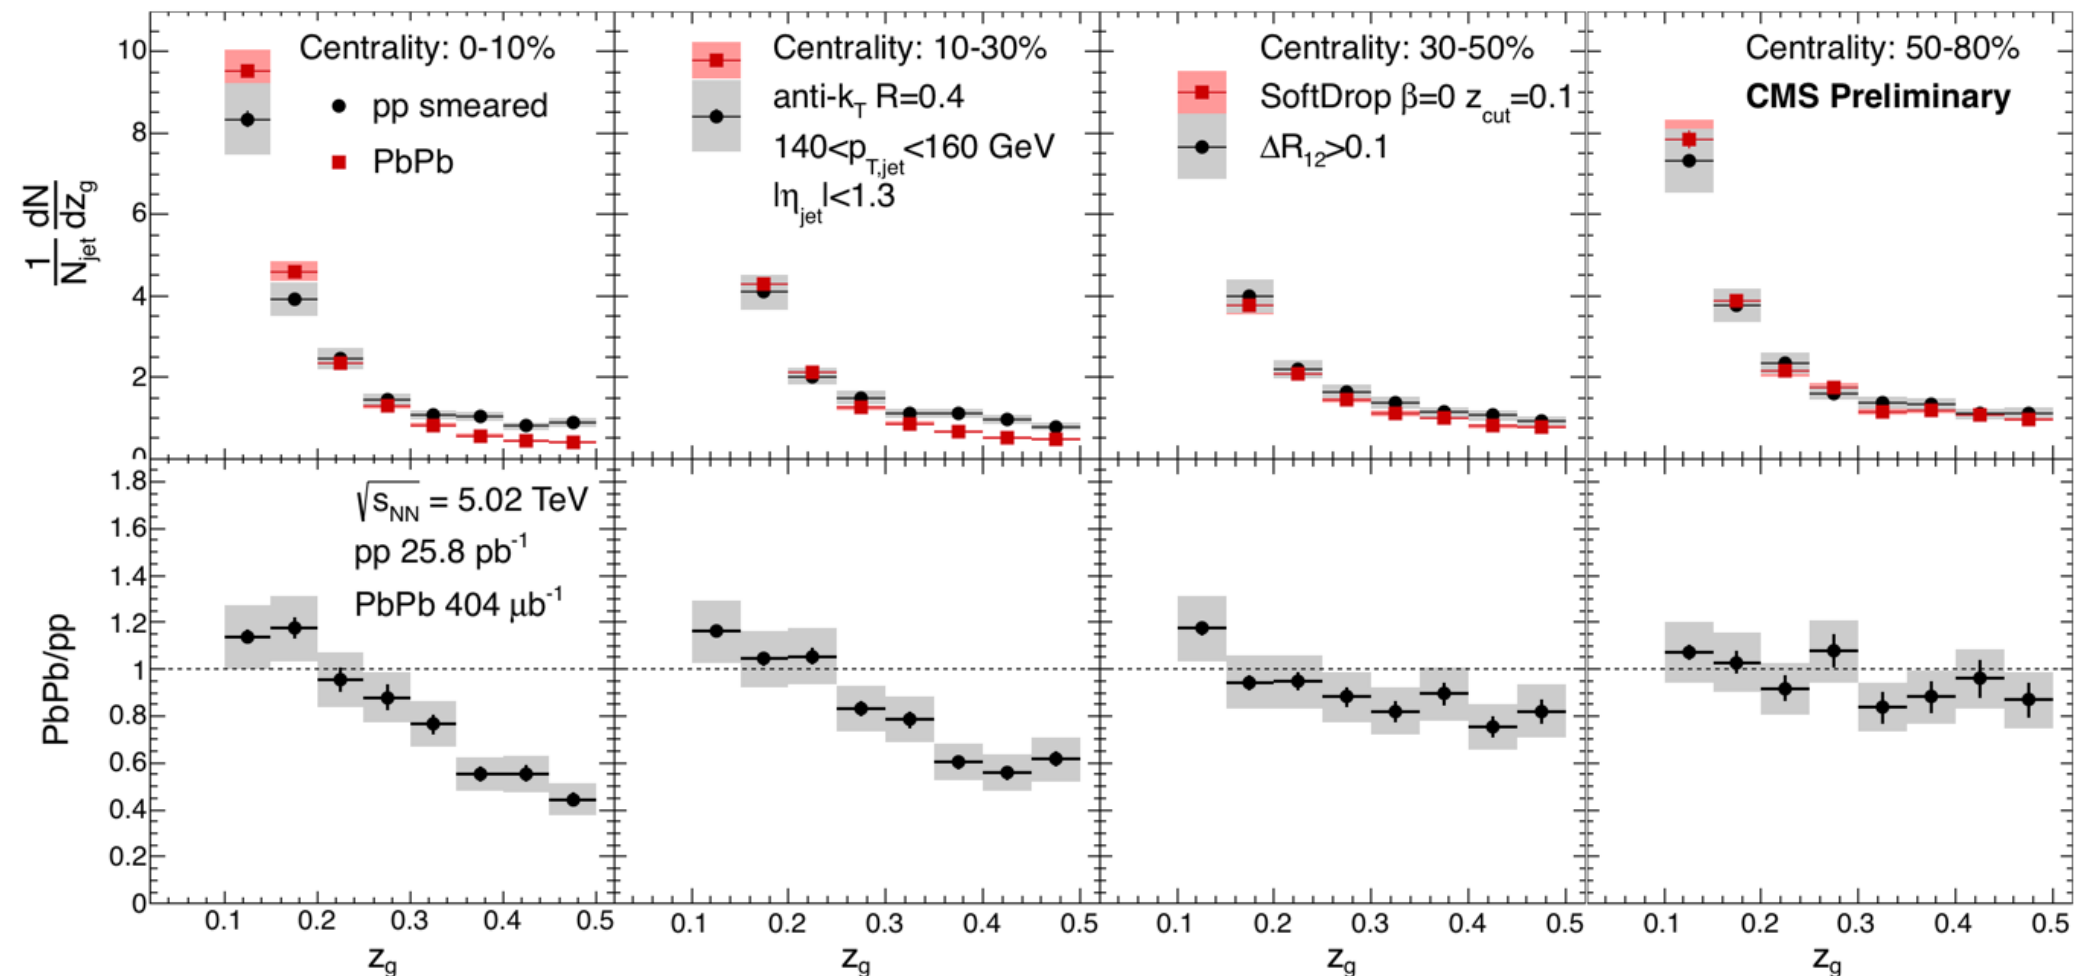 Centrality: 0-10%
pp smeared
PbPb
Centrality: 10-30%
anti-k_T R=0.4
140<p_T,jet<160 GeV
|η_jet|<1.3
Centrality: 30-50%
SoftDrop β=0 z_cut=0.1
ΔR_12>0.1
Centrality: 50-80%
CMS Preliminary
1/N_jet dN/dz_g
10
8
6
4
2
0
√s_NN = 5.02 TeV
pp 25.8 pb^-1
PbPb 404 μb^-1
PbPb/pp
1.8
1.6
1.4
1.2
1
0.8
0.6
0.4
0.2
0
0.1 0.2 0.3 0.4 0.5 0.1 0.2 0.3 0.4 0.5 0.1 0.2 0.3 0.4 0.5 0.1 0.2 0.3 0.4 0.5
z_g z_g z_g z_g